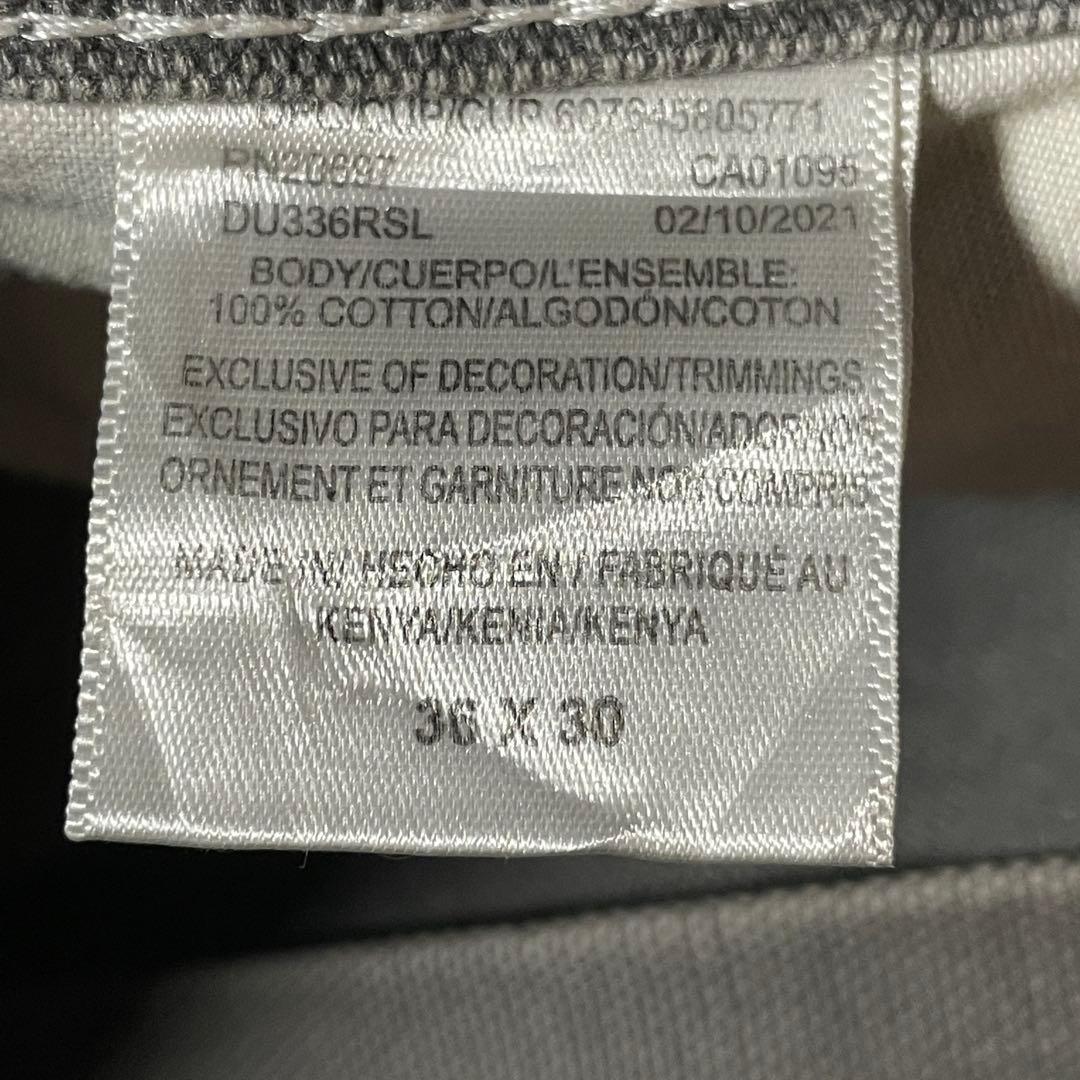 607645805771
RN20697 - CA01095
DU336RSL 02/10/2021
BODY/CUERPO/L'ENSEMBLE:
100% COTTON/ALGODÓN/COTON
EXCLUSIVE OF DECORATION/TRIMMINGS
EXCLUSIVO PARA DECORACIÓN/ADORNOS
ORNEMENT ET GARNITURE NON COMPRIS
MADE IN/ HECHO EN / FABRIQUÉ AU
KENYA/KENIA/KENYA
36 X 30